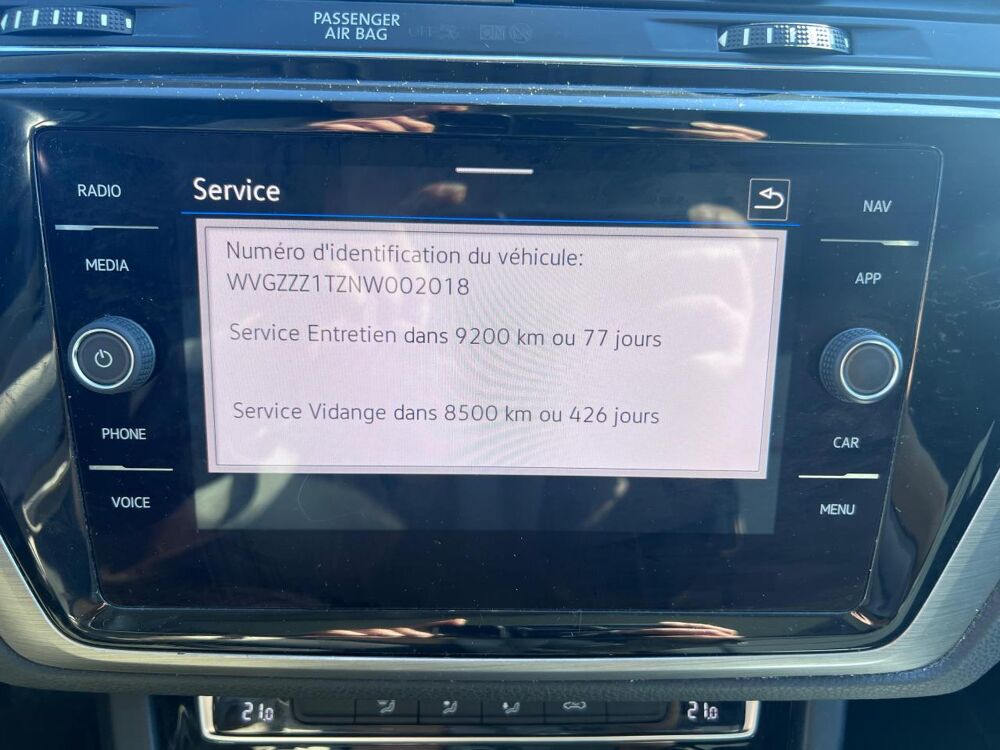 PASSENGER
AIR BAG
OFF
ON
RADIO
Service
NAV
MEDIA
APP
Numéro d'identification du véhicule:
WVGZZZ1TZNW002018
Service Entretien dans 9200 km ou 77 jours
Service Vidange dans 8500 km ou 426 jours
PHONE
CAR
VOICE
MENU
21.0
21.0